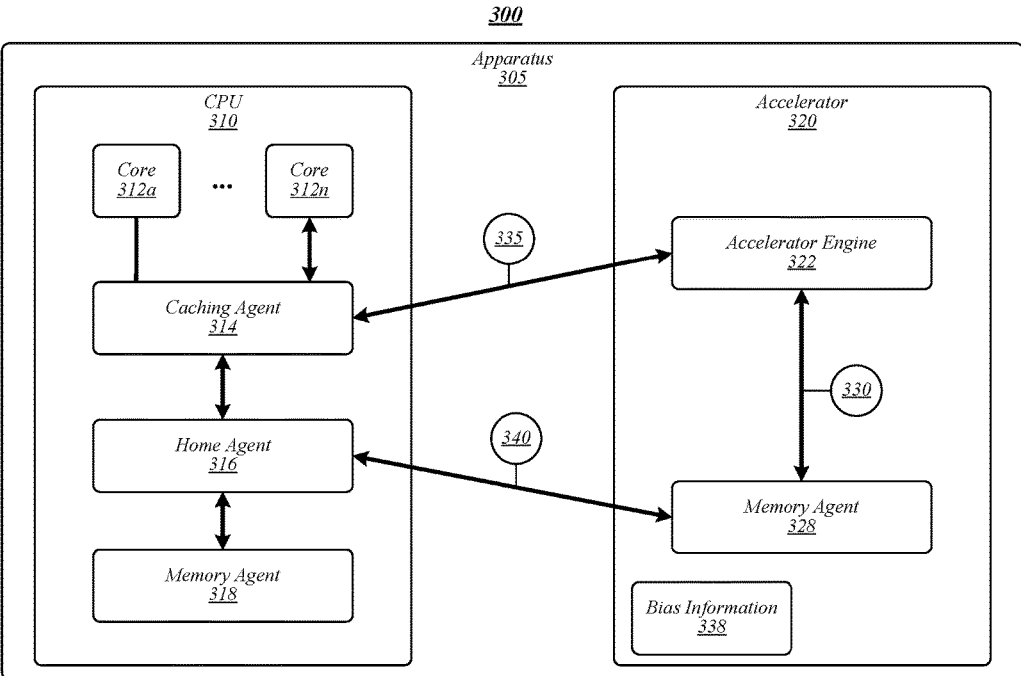 300
Apparatus
305
CPU
310
Core
312a
...
Core
312n
Caching Agent
314
Home Agent
316
Memory Agent
318
335
340
Accelerator
320
Accelerator Engine
322
330
Memory Agent
328
Bias Information
338